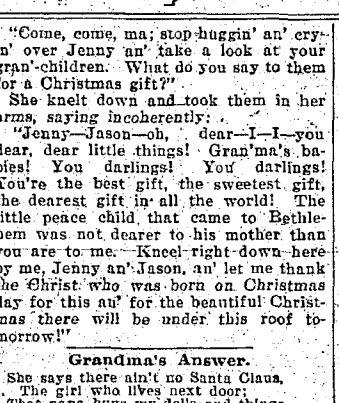 "Come, come, ma; stop huggin' an' cry-
n' over Jenny an' take a look at your
gran'-children. What do you say to them
for a Christmas gift?"
She knelt down and took them in her
arms, saying incoherently:
"Jenny—Jason—oh, dear—I—I—you
dear, dear little things! Gran'ma's ba-
bies! You darlings! You darlings!
You're the best gift, the sweetest gift,
the dearest gift in all the world! The
little peace child that came to Bethle-
hem was not dearer to his mother than
you are to me. Kneel right down here
by me, Jenny an' Jason, an' let me thank
the Christ who was born on Christmas
day for this an' for the beautiful Christ-
mas there will be under this roof to-
morrow!"
Grandma's Answer.
She says there ain't no Santa Claus,
The girl who lives next door;